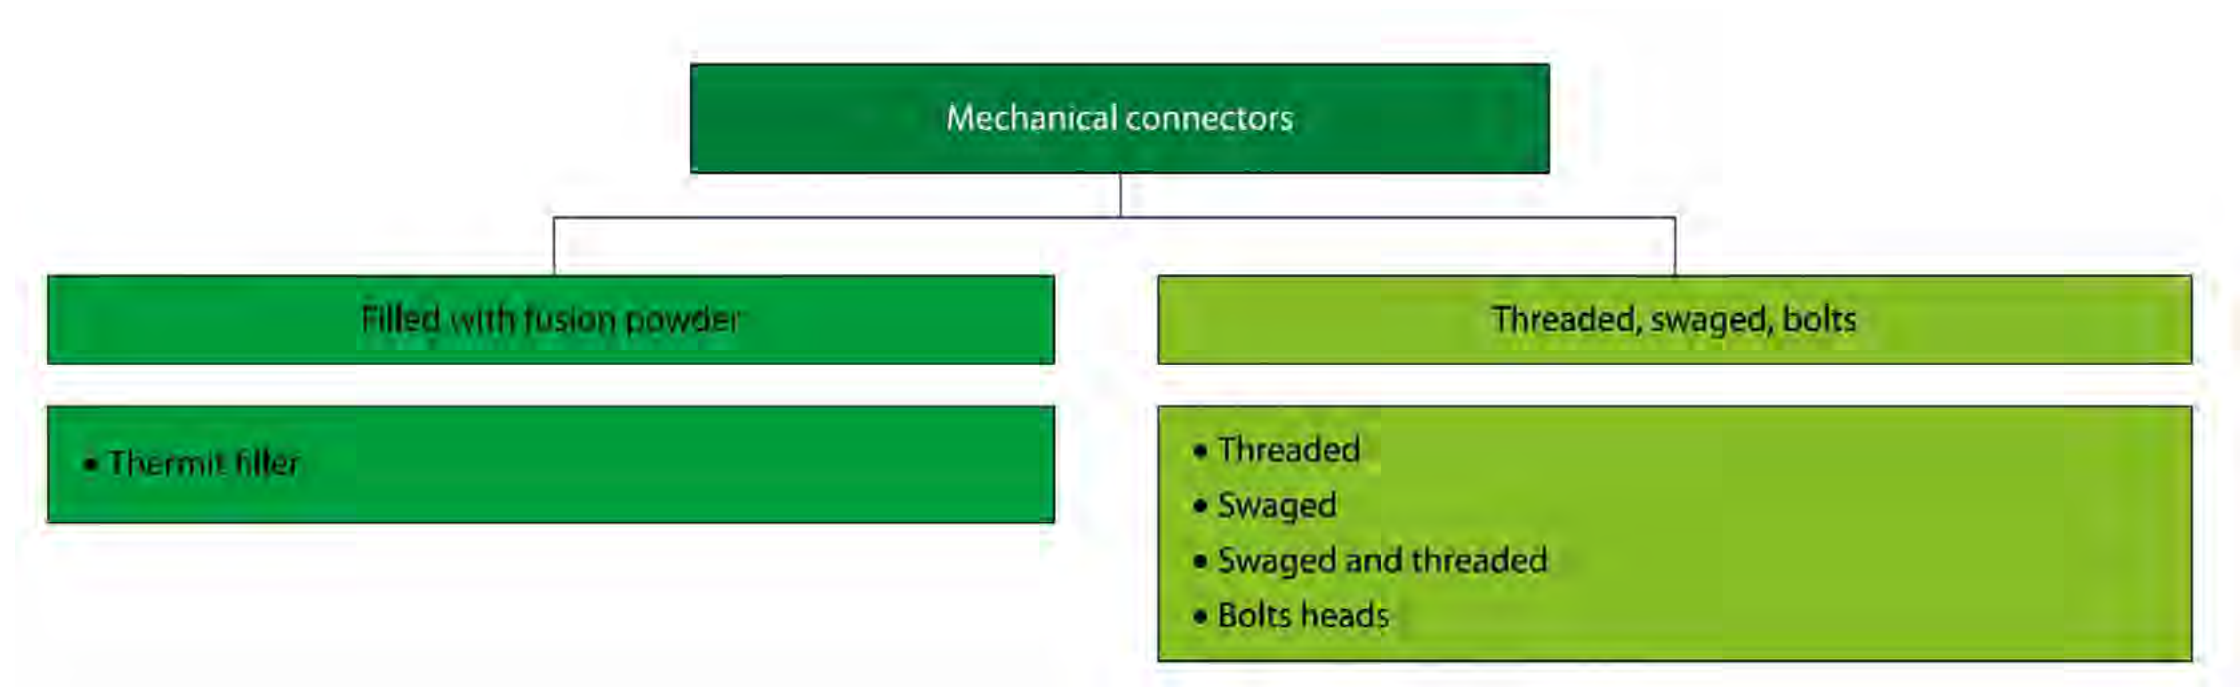 Mechanical connectors
Filled with fusion powder
Threaded, swaged, bolts
• Thermit filler
• Threaded
• Swaged
• Swaged and threaded
• Bolts heads